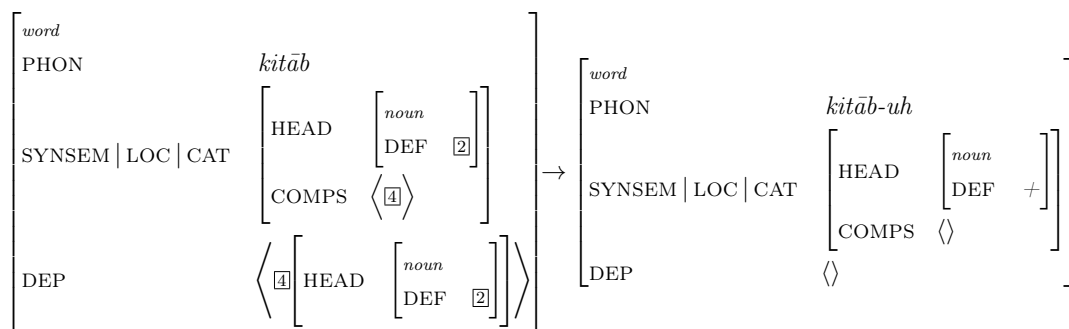 word
PHON kitāb
SYNSEM | LOC | CAT [HEAD [noun DEF 2] COMPS ⟨4⟩]
DEP ⟨4[HEAD [noun DEF 2]]⟩
→
word
PHON kitāb-uh
SYNSEM | LOC | CAT [HEAD [noun DEF +] COMPS ⟨⟩]
DEP ⟨⟩